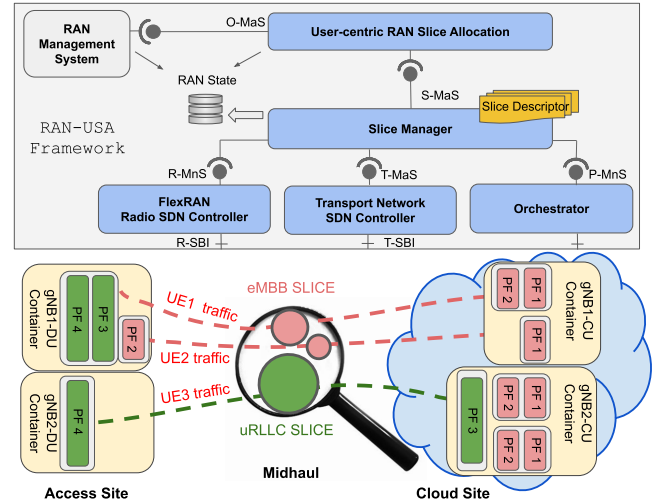 O-MaS
RAN
Management
System
User-centric RAN Slice Allocation
RAN State
S-MaS
Slice Descriptor
RAN-USA
Framework
Slice Manager
R-MnS
T-MaS
P-MnS
FlexRAN
Radio SDN Controller
Transport Network
SDN Controller
Orchestrator
R-SBI
T-SBI
gNB1-DU
Container
PF 4
PF 3
PF 2
UE1 traffic
eMBB SLICE
UE2 traffic
UE3 traffic
uRLLC SLICE
gNB2-DU
Container
PF 4
PF 2
PF 1
PF 1
gNB1-CU
Container
PF 3
PF 2
PF 1
PF 2
PF 1
gNB2-CU
Container
Access Site
Midhaul
Cloud Site